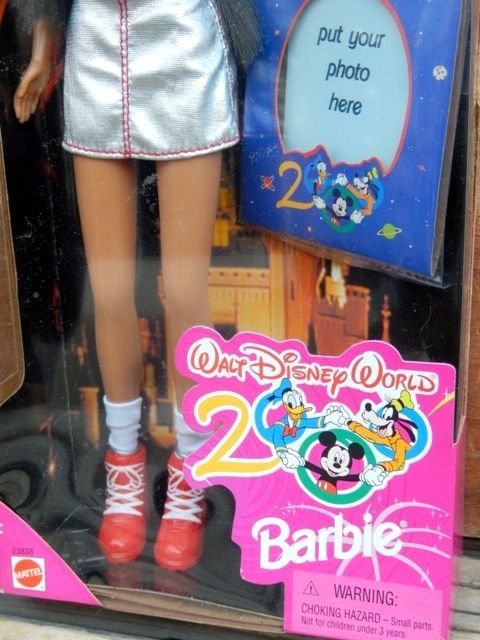 put your
photo
here
2
WALT DISNEY WORLD
2
Barbie®
WARNING:
CHOKING HAZARD – Small parts.
Not for children under 3 years.
23838
MATTEL